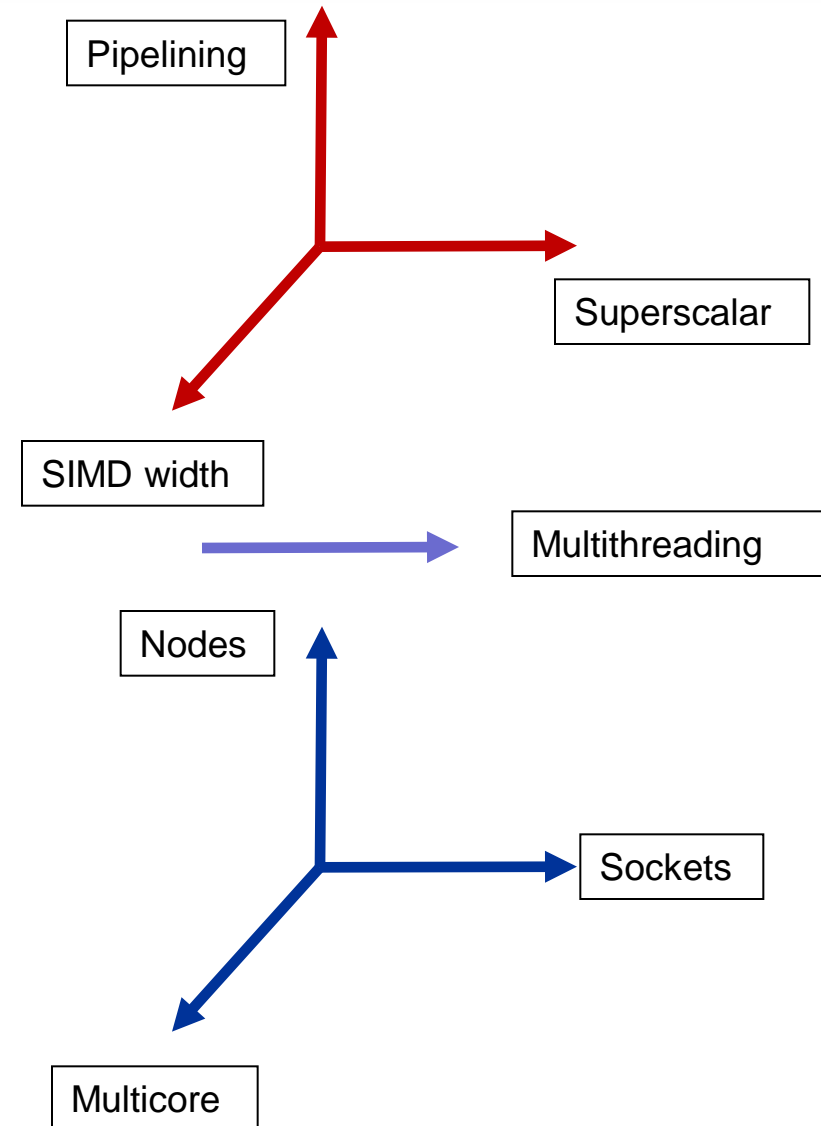 Pipelining
Superscalar
SIMD width
Multithreading
Nodes
Sockets
Multicore